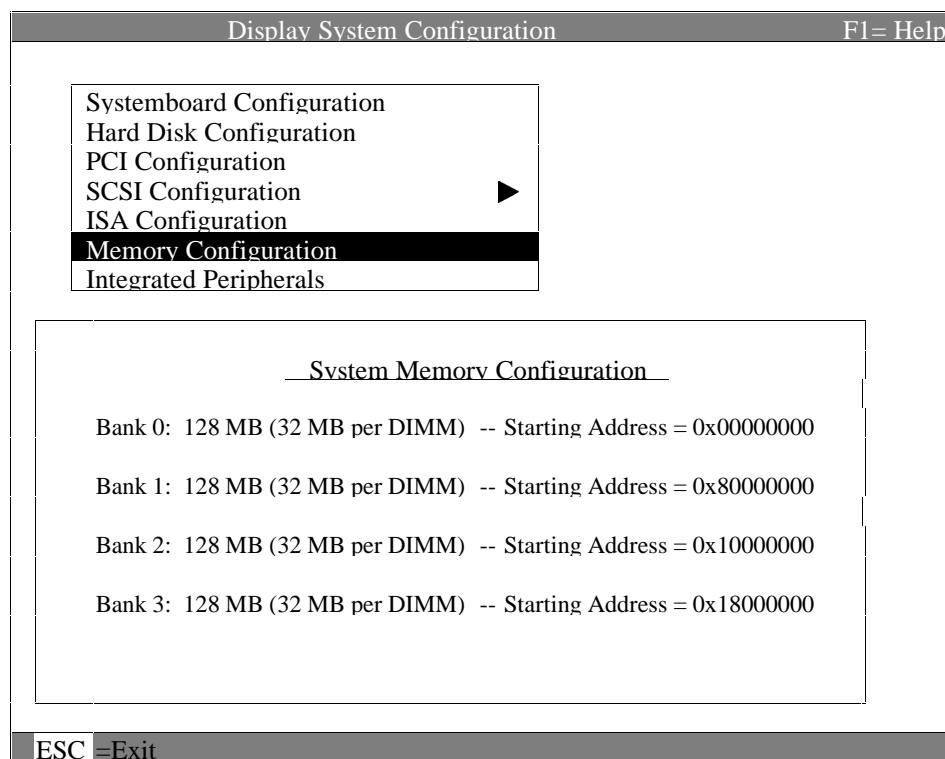 Display System Configuration F1= Help
Systemboard Configuration
Hard Disk Configuration
PCI Configuration
SCSI Configuration
ISA Configuration
Memory Configuration
Integrated Peripherals
System Memory Configuration
Bank 0: 128 MB (32 MB per DIMM) -- Starting Address = 0x00000000
Bank 1: 128 MB (32 MB per DIMM) -- Starting Address = 0x80000000
Bank 2: 128 MB (32 MB per DIMM) -- Starting Address = 0x10000000
Bank 3: 128 MB (32 MB per DIMM) -- Starting Address = 0x18000000
ESC =Exit